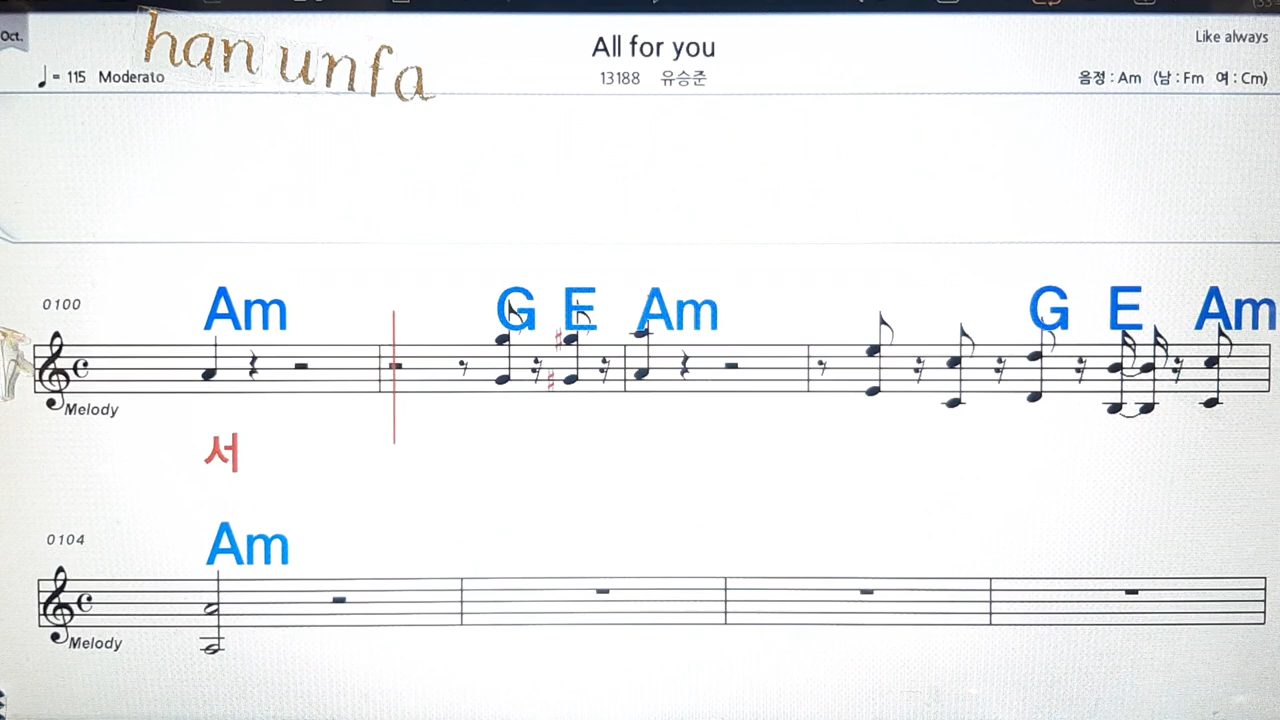 Oct.
han unfa
All for you
Like always
= 115 Moderato
13188 유승준
음정 : Am (남 : Fm 여 : Cm)
0100
Am G E Am G E Am
Melody
서
0104
Am
Melody